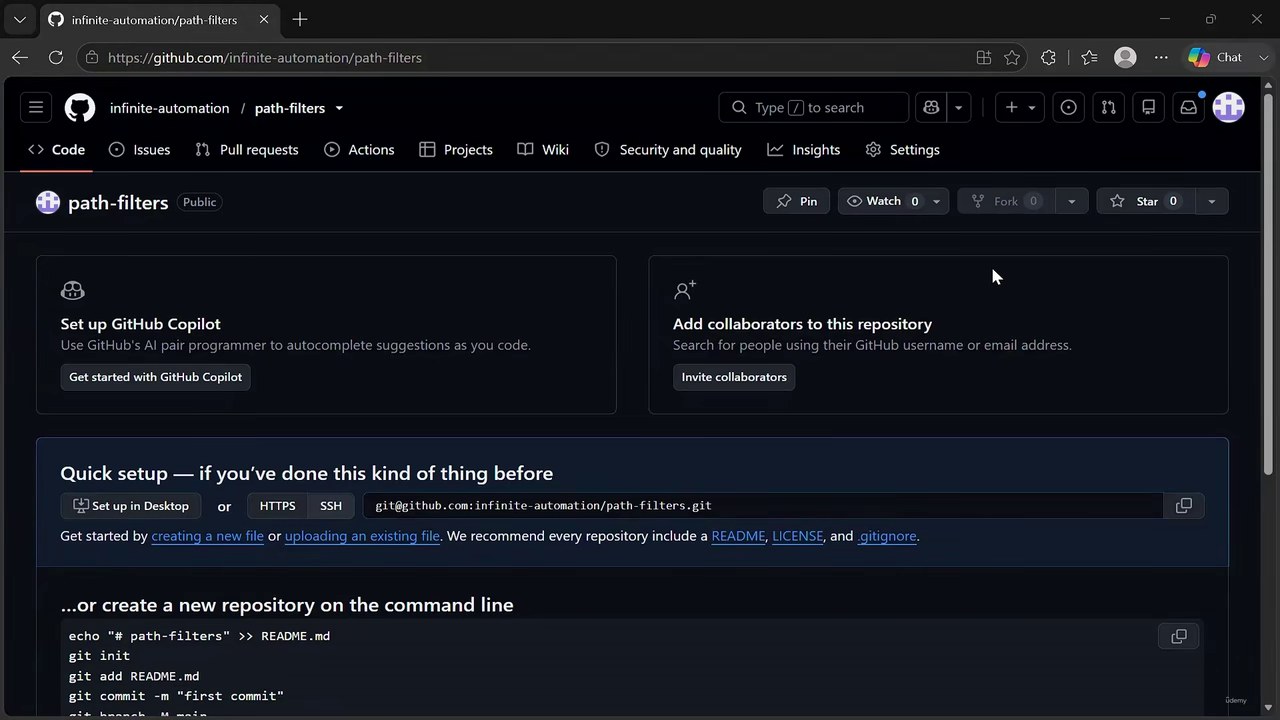 infinite-automation/path-filters
https://github.com/infinite-automation/path-filters
Chat
infinite-automation / path-filters
Type / to search
Code
Issues
Pull requests
Actions
Projects
Wiki
Security and quality
Insights
Settings
path-filters
Public
Pin
Watch 0
Fork 0
Star 0
Set up GitHub Copilot
Use GitHub's AI pair programmer to autocomplete suggestions as you code.
Get started with GitHub Copilot
Add collaborators to this repository
Search for people using their GitHub username or email address.
Invite collaborators
Quick setup — if you've done this kind of thing before
Set up in Desktop or HTTPS SSH git@github.com:infinite-automation/path-filters.git
Get started by creating a new file or uploading an existing file. We recommend every repository include a README, LICENSE, and .gitignore.
...or create a new repository on the command line
echo "# path-filters" >> README.md
git init
git add README.md
git commit -m "first commit"
git branch -M main
udemy